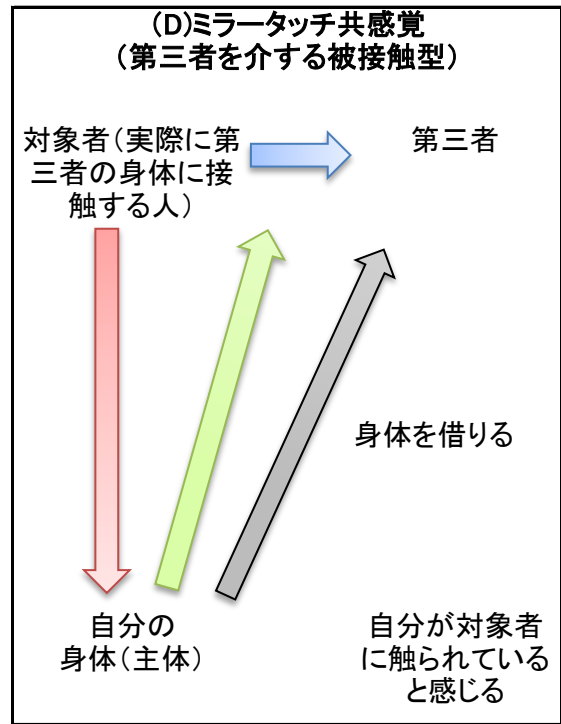 (D)ミラータッチ共感覚
(第三者を介する被接触型)
対象者(実際に第
三者の身体に接
触する人)
第三者
身体を借りる
自分の
身体(主体)
自分が対象者
に触られている
と感じる